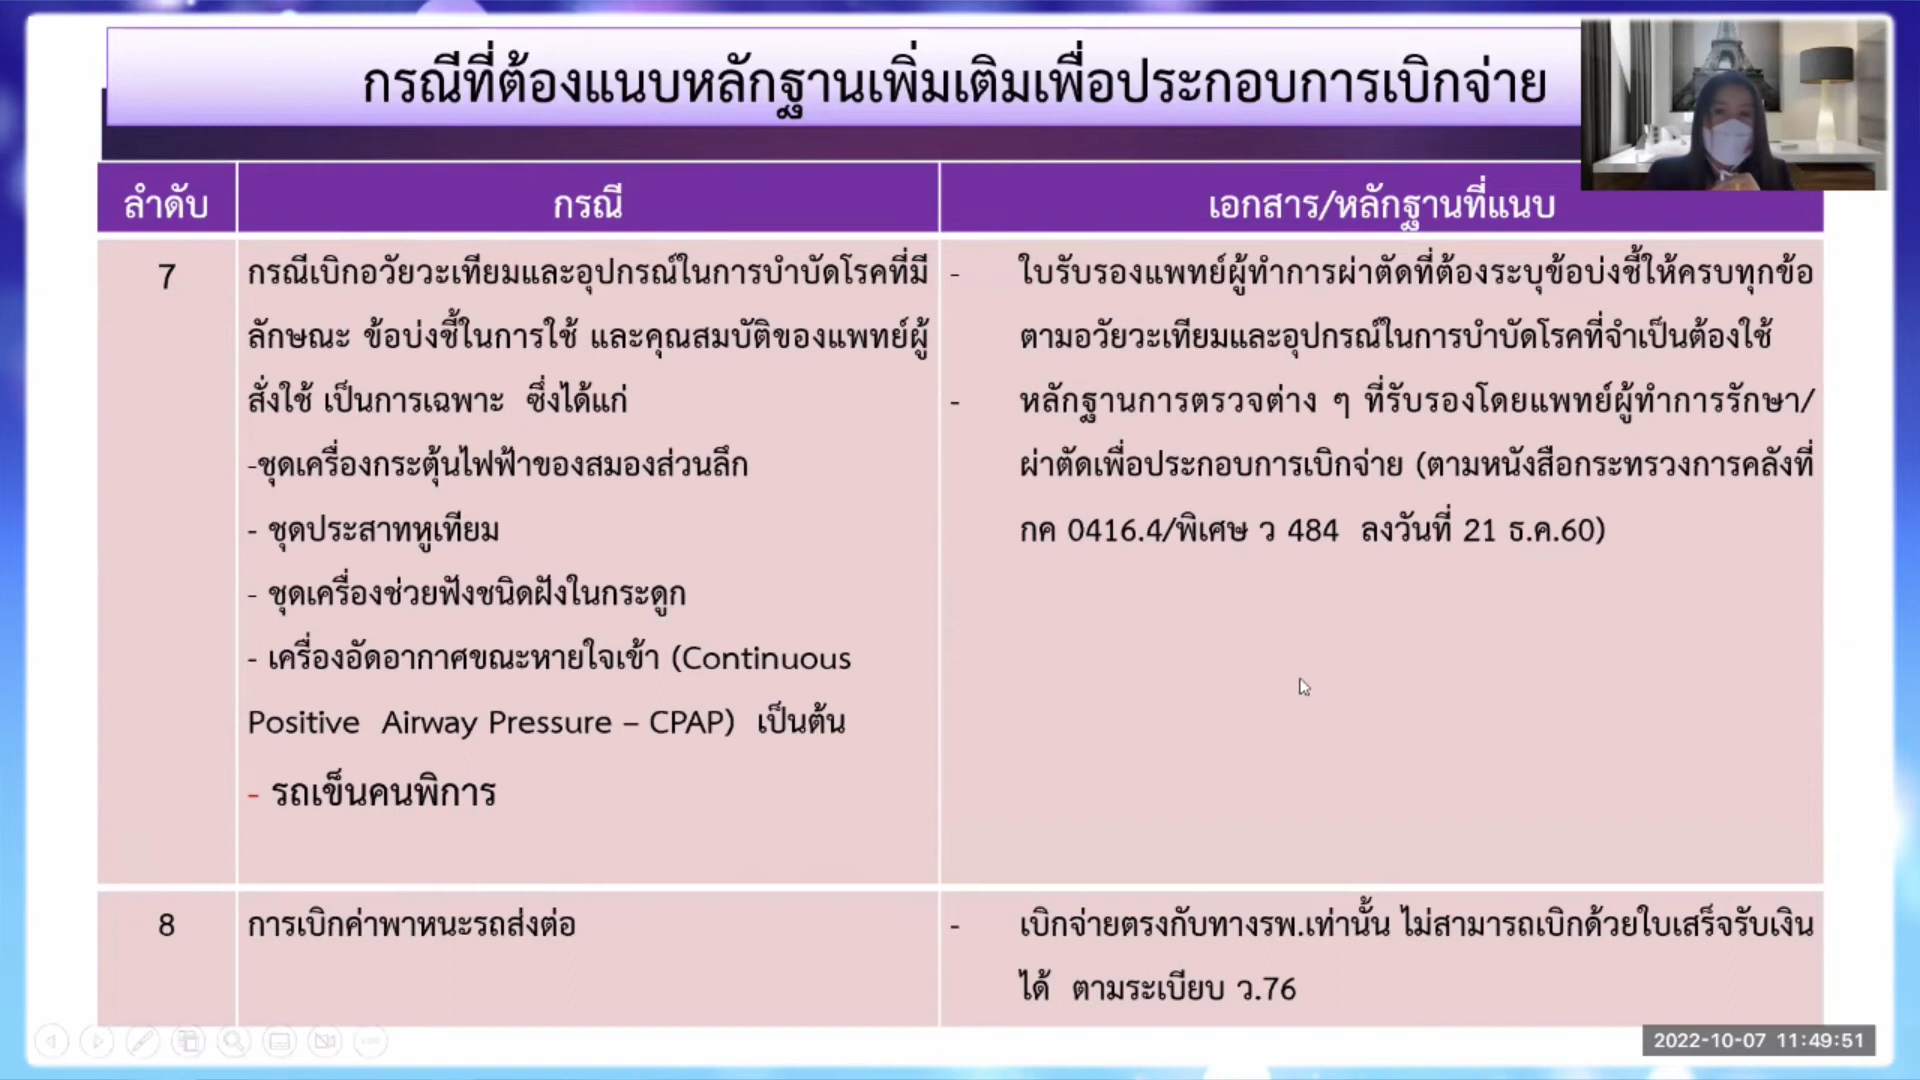 กรณีที่ต้องแนบหลักฐานเพิ่มเติมเพื่อประกอบการเบิกจ่าย
ลำดับ
กรณี
เอกสาร/หลักฐานที่แนบ
7
กรณีเบิกอวัยวะเทียมและอุปกรณ์ในการบำบัดโรคที่มี
ลักษณะ ข้อบ่งชี้ในการใช้ และคุณสมบัติของแพทย์ผู้
สั่งใช้ เป็นการเฉพาะ ซึ่งได้แก่
-ชุดเครื่องกระตุ้นไฟฟ้าของสมองส่วนลึก
- ชุดประสาทหูเทียม
- ชุดเครื่องช่วยฟังชนิดฝังในกระดูก
- เครื่องอัดอากาศขณะหายใจเข้า (Continuous
Positive Airway Pressure – CPAP) เป็นต้น
- รถเข็นคนพิการ
- ใบรับรองแพทย์ผู้ทำการผ่าตัดที่ต้องระบุข้อบ่งชี้ให้ครบทุกข้อ
ตามอวัยวะเทียมและอุปกรณ์ในการบำบัดโรคที่จำเป็นต้องใช้
- หลักฐานการตรวจต่าง ๆ ที่รับรองโดยแพทย์ผู้ทำการรักษา/
ผ่าตัดเพื่อประกอบการเบิกจ่าย (ตามหนังสือกระทรวงการคลังที่
กค 0416.4/พิเศษ ว 484 ลงวันที่ 21 ธ.ค.60)
8
การเบิกค่าพาหนะรถส่งต่อ
- เบิกจ่ายตรงกับทางรพ.เท่านั้น ไม่สามารถเบิกด้วยใบเสร็จรับเงิน
ได้ ตามระเบียบ ว.76
2022-10-07 11:49:51